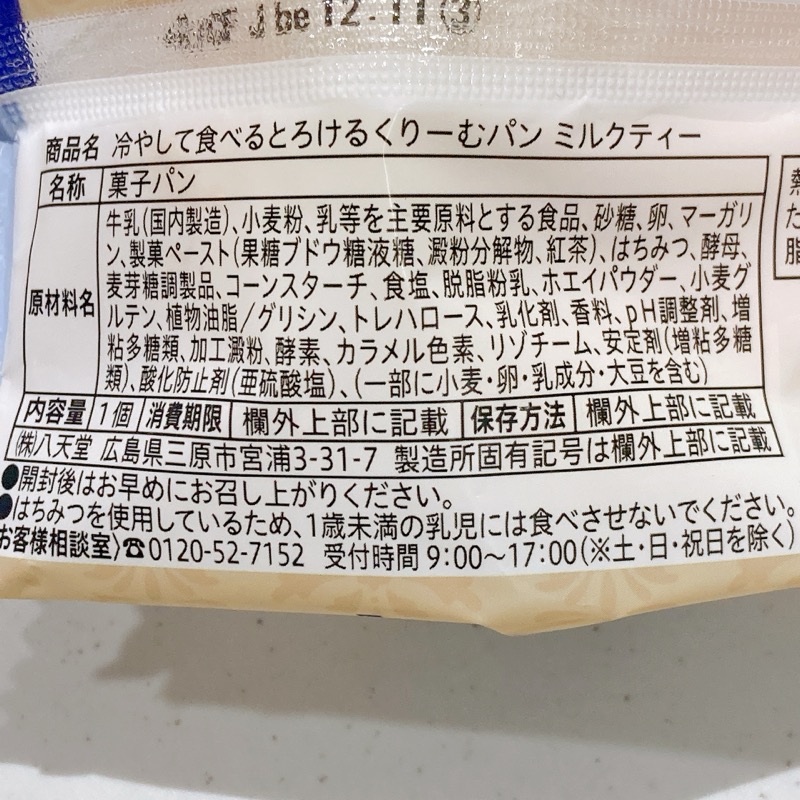 Jbe 12.11(3)
商品名 冷やして食べるとろけるくりーむパン ミルクティー
名称 菓子パン
原材料名 牛乳(国内製造)、小麦粉、乳等を主要原料とする食品、砂糖、卵、マーガリ
ン、製菓ペースト(果糖ブドウ糖液糖、澱粉分解物、紅茶)、はちみつ、酵母、
麦芽糖調製品、コーンスターチ、食塩、脱脂粉乳、ホエイパウダー、小麦グ
ルテン、植物油脂/グリシン、トレハロース、乳化剤、香料、pH調整剤、増
粘多糖類、加工澱粉、酵素、カラメル色素、リゾチーム、安定剤(増粘多糖
類)、酸化防止剤(亜硫酸塩)、(一部に小麦・卵・乳成分・大豆を含む)
内容量 1個 消費期限 欄外上部に記載 保存方法 欄外上部に記載
(株)八天堂 広島県三原市宮浦3-31-7 製造所固有記号は欄外上部に記載
●開封後はお早めにお召し上がりください。
●はちみつを使用しているため、1歳未満の乳児には食べさせないでください。
お客様相談室〉☎0120-52-7152 受付時間 9:00〜17:00(※土・日・祝日を除く)
熱
た
脂